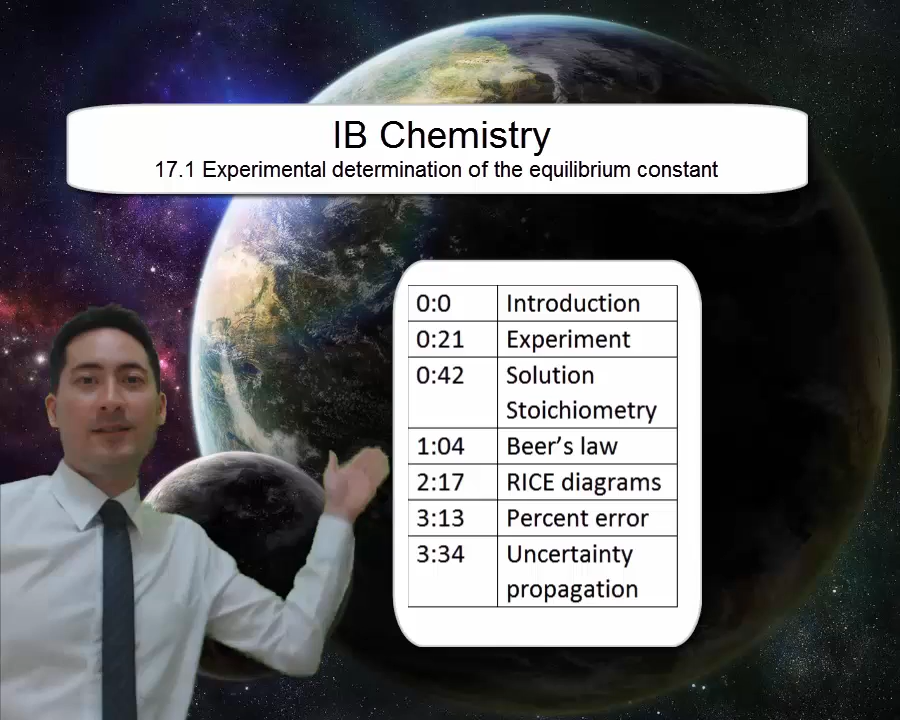 IB Chemistry
17.1 Experimental determination of the equilibrium constant
0:0 Introduction
0:21 Experiment
0:42 Solution
Stoichiometry
1:04 Beer’s law
2:17 RICE diagrams
3:13 Percent error
3:34 Uncertainty
propagation